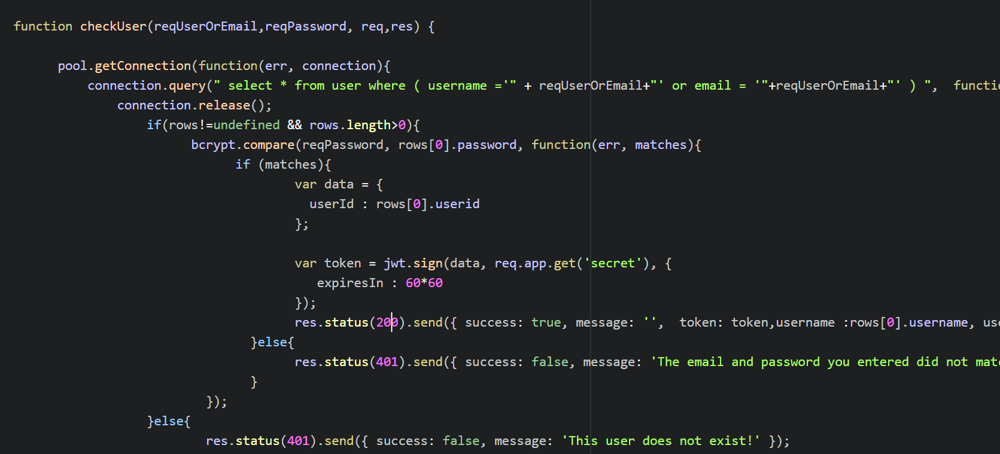 function checkUser(reqUserOrEmail,reqPassword, req,res) {
pool.getConnection(function(err, connection){
connection.query(" select * from user where ( username ='" + reqUserOrEmail+"' or email = '"+reqUserOrEmail+"' ) ",  functi
connection.release();
if(rows!=undefined && rows.length>0){
bcrypt.compare(reqPassword, rows[0].password, function(err, matches){
if (matches){
var data = {
userId : rows[0].userid
};
var token = jwt.sign(data, req.app.get('secret'), {
expiresIn : 60*60
});
res.status(200).send({ success: true, message: '',  token: token,username :rows[0].username, us
}else{
res.status(401).send({ success: false, message: 'The email and password you entered did not mat
}
});
}else{
res.status(401).send({ success: false, message: 'This user does not exist!' });